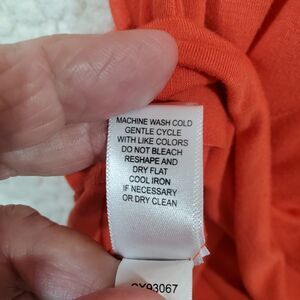 MACHINE WASH COLD
GENTLE CYCLE
WITH LIKE COLORS
DO NOT BLEACH
RESHAPE AND
DRY FLAT
COOL IRON
IF NECESSARY
OR DRY CLEAN